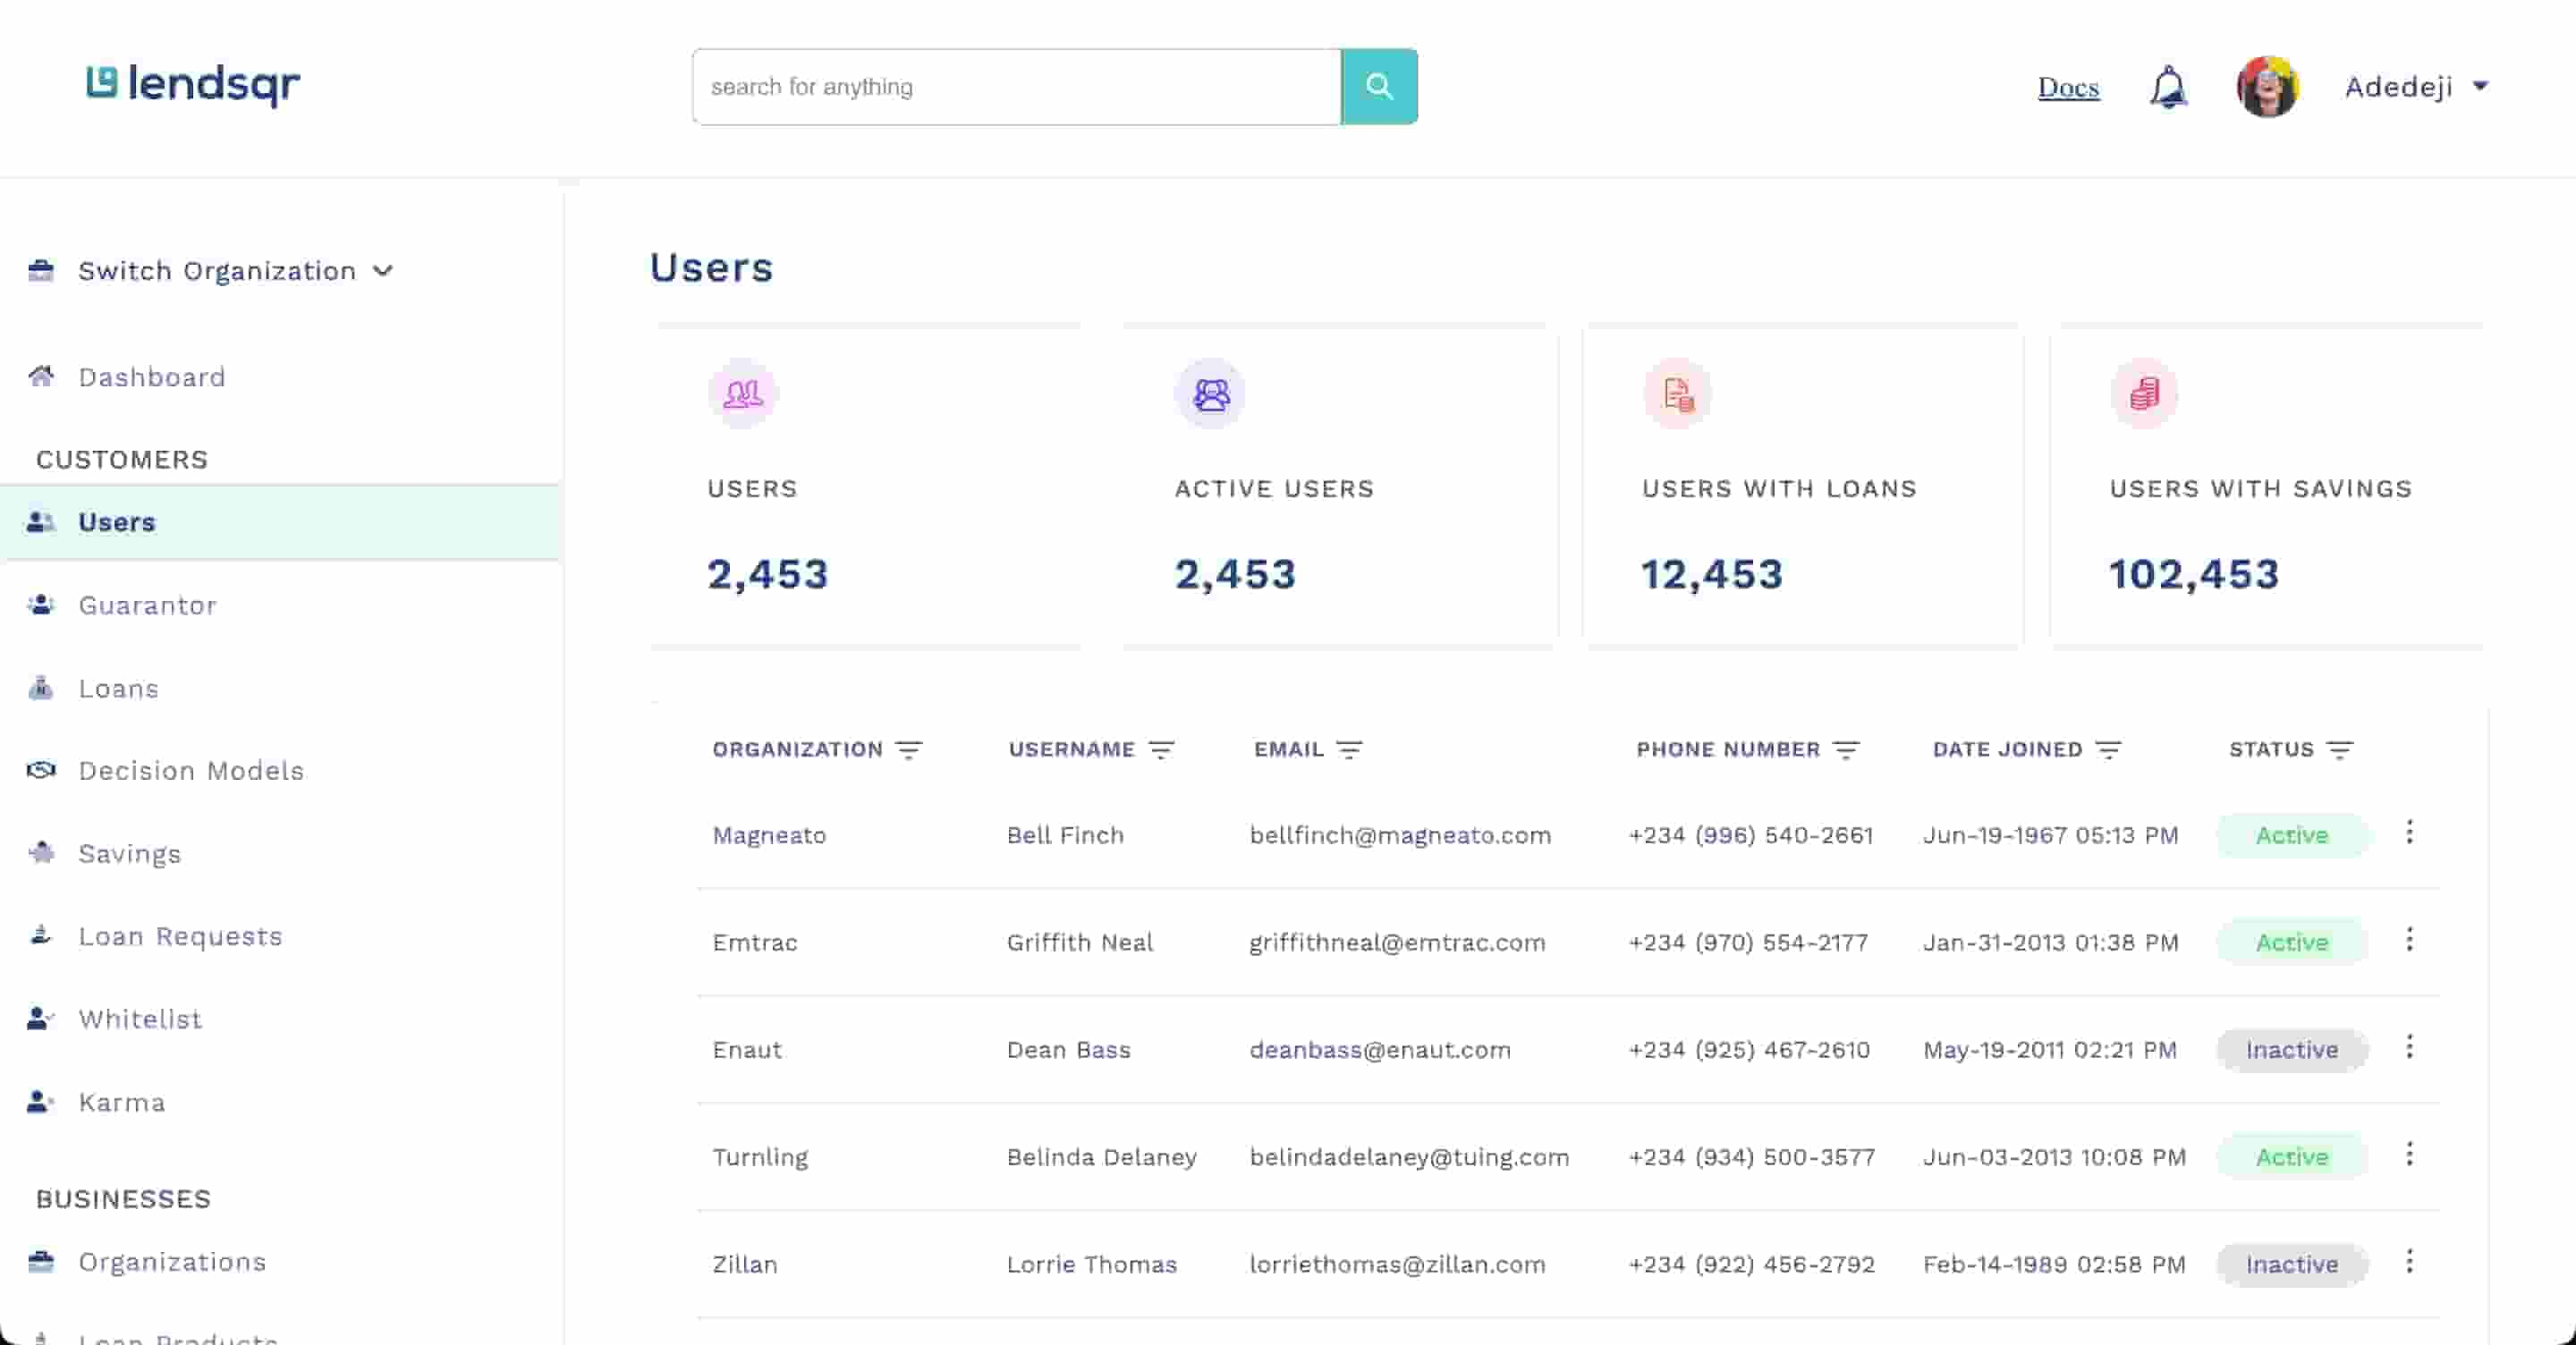 lendsqr
search for anything
Docs
Adedeji
Switch Organization
Dashboard
CUSTOMERS
Users
Guarantor
Loans
Decision Models
Savings
Loan Requests
Whitelist
Karma
BUSINESSES
Organizations
Loan Products
Users
USERS
2,453
ACTIVE USERS
2,453
USERS WITH LOANS
12,453
USERS WITH SAVINGS
102,453
ORGANIZATION USERNAME EMAIL PHONE NUMBER DATE JOINED STATUS
Magneato Bell Finch bellfinch@magneato.com +234 (996) 540-2661 Jun-19-1967 05:13 PM Active
Emtrac Griffith Neal griffithneal@emtrac.com +234 (970) 554-2177 Jan-31-2013 01:38 PM Active
Enaut Dean Bass deanbass@enaut.com +234 (925) 467-2610 May-19-2011 02:21 PM Inactive
Turnling Belinda Delaney belindadelaney@tuing.com +234 (934) 500-3577 Jun-03-2013 10:08 PM Active
Zillan Lorrie Thomas lorriethomas@zillan.com +234 (922) 456-2792 Feb-14-1989 02:58 PM Inactive